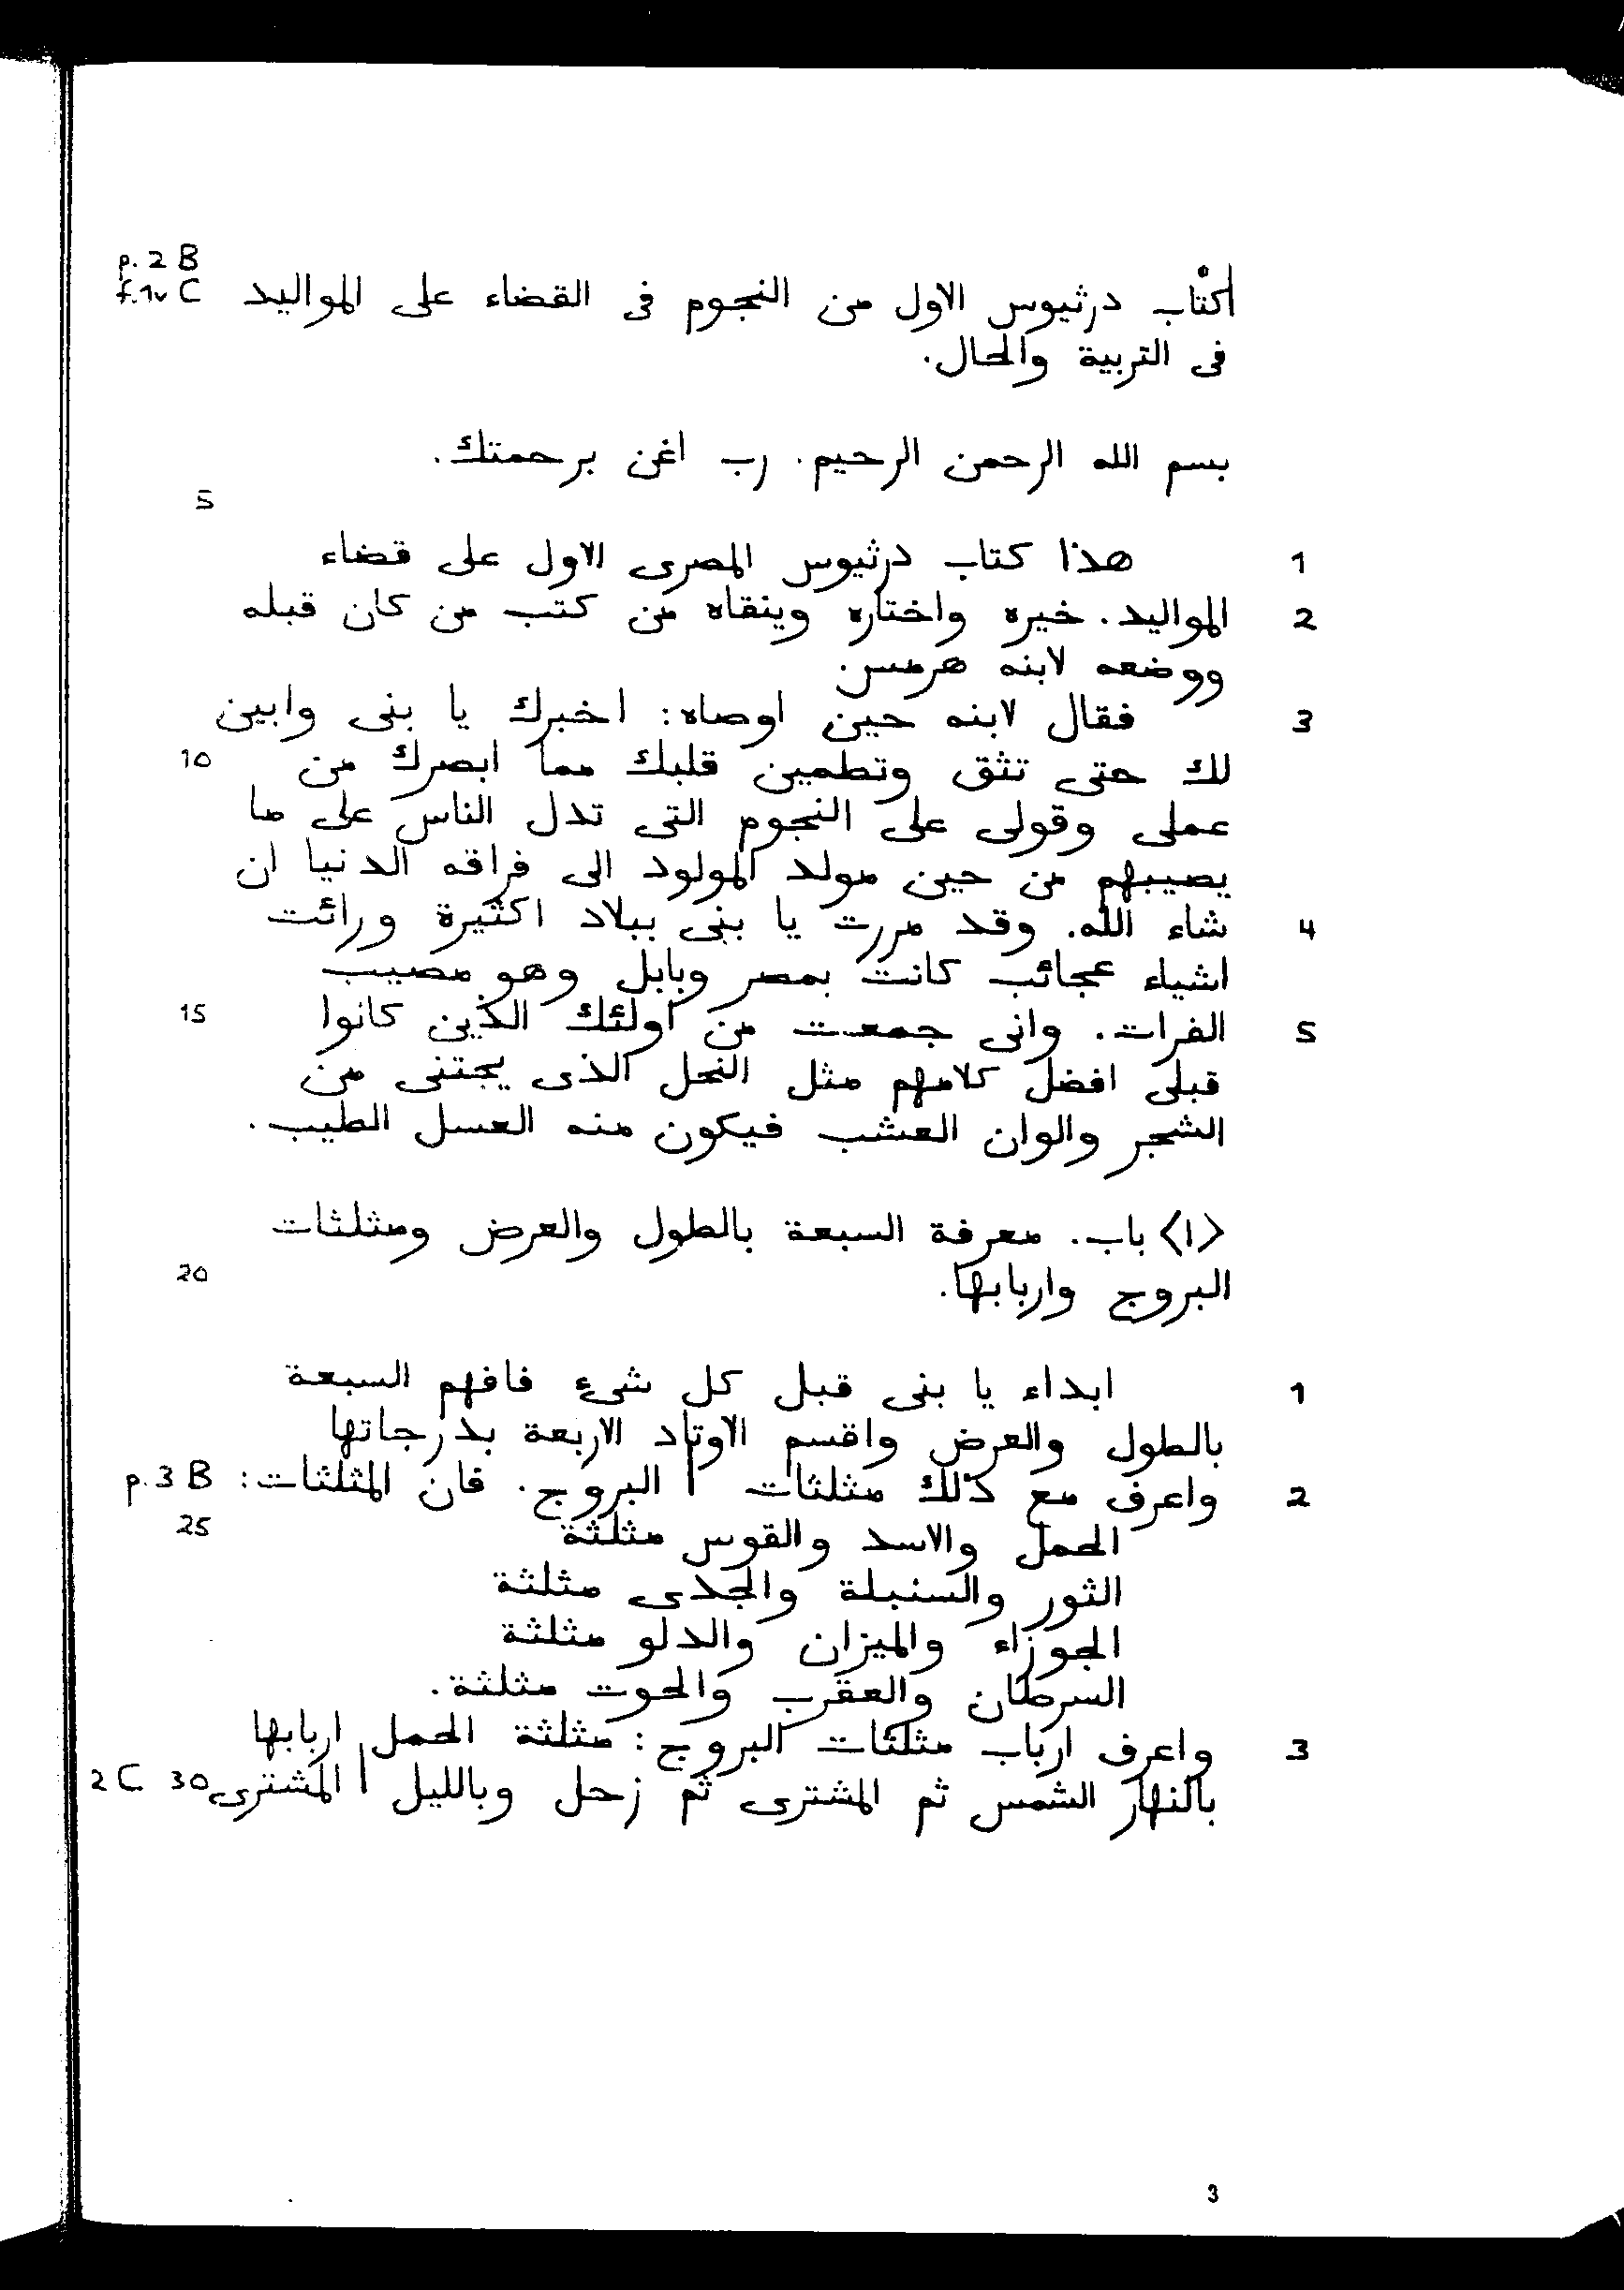 p. 2 B
f. 1v C |كتاب درثيوس الاول من النجوم فى القضاء على المواليد
فى التربية والحال.
بسم الله الرحمن الرحيم. رب اغن برحمتك.
5
1 هذا كتاب درثيوس المصرى الاول على قضاء
2 المواليد. خيره واختاره وينقاه من كتب من كان قبله
ووضعه لابنه هرمس.
3 فقال لابنه حين اوصاه: اخبرك يا بنى وابين
10 لك حتى تثق وتطمين قلبك مما ابصرك من
عملى وقولى على النجوم التى تدل الناس على ما
يصيبهم من حين مولد المولود الى فراقه الدنيا ان
4 شاء الله. وقد مررت يا بنى ببلاد اكثيرة ورائت
اشياء عجائب كانت بمصر وبابل وهو مصيب
5 الفرات. وانى جمعت من اولئك الذين كانوا 15
قبلى افضل كلامهم مثل النحل الذى يجتنى من
الشجر والوان العشب فيكون منه العسل الطيب.
<ا> باب. معرفة السبعة بالطول والعرض ومثلثات
20 البروج واربابها.
1 ابداء يا بنى قبل كل شىء فافهم السبعة
بالطول والعرض واقسم الاوتاد الاربعة بدرجاتها
2 واعرف مع ذلك مثلثات | البروج. فان المثلثات: p. 3 B
25 الحمل والاسد والقوس مثلثة
الثور والسنبلة والجدى مثلثة
الجوزاء والميزان والدلو مثلثة
السرطان والعقرب والحوت مثلثة.
3 واعرف ارباب مثلثات البروج: مثلثة الحمل اربابها
بالنهار الشمس ثم المشترى ثم زحل وبالليل | المشترى 30 2 C
3